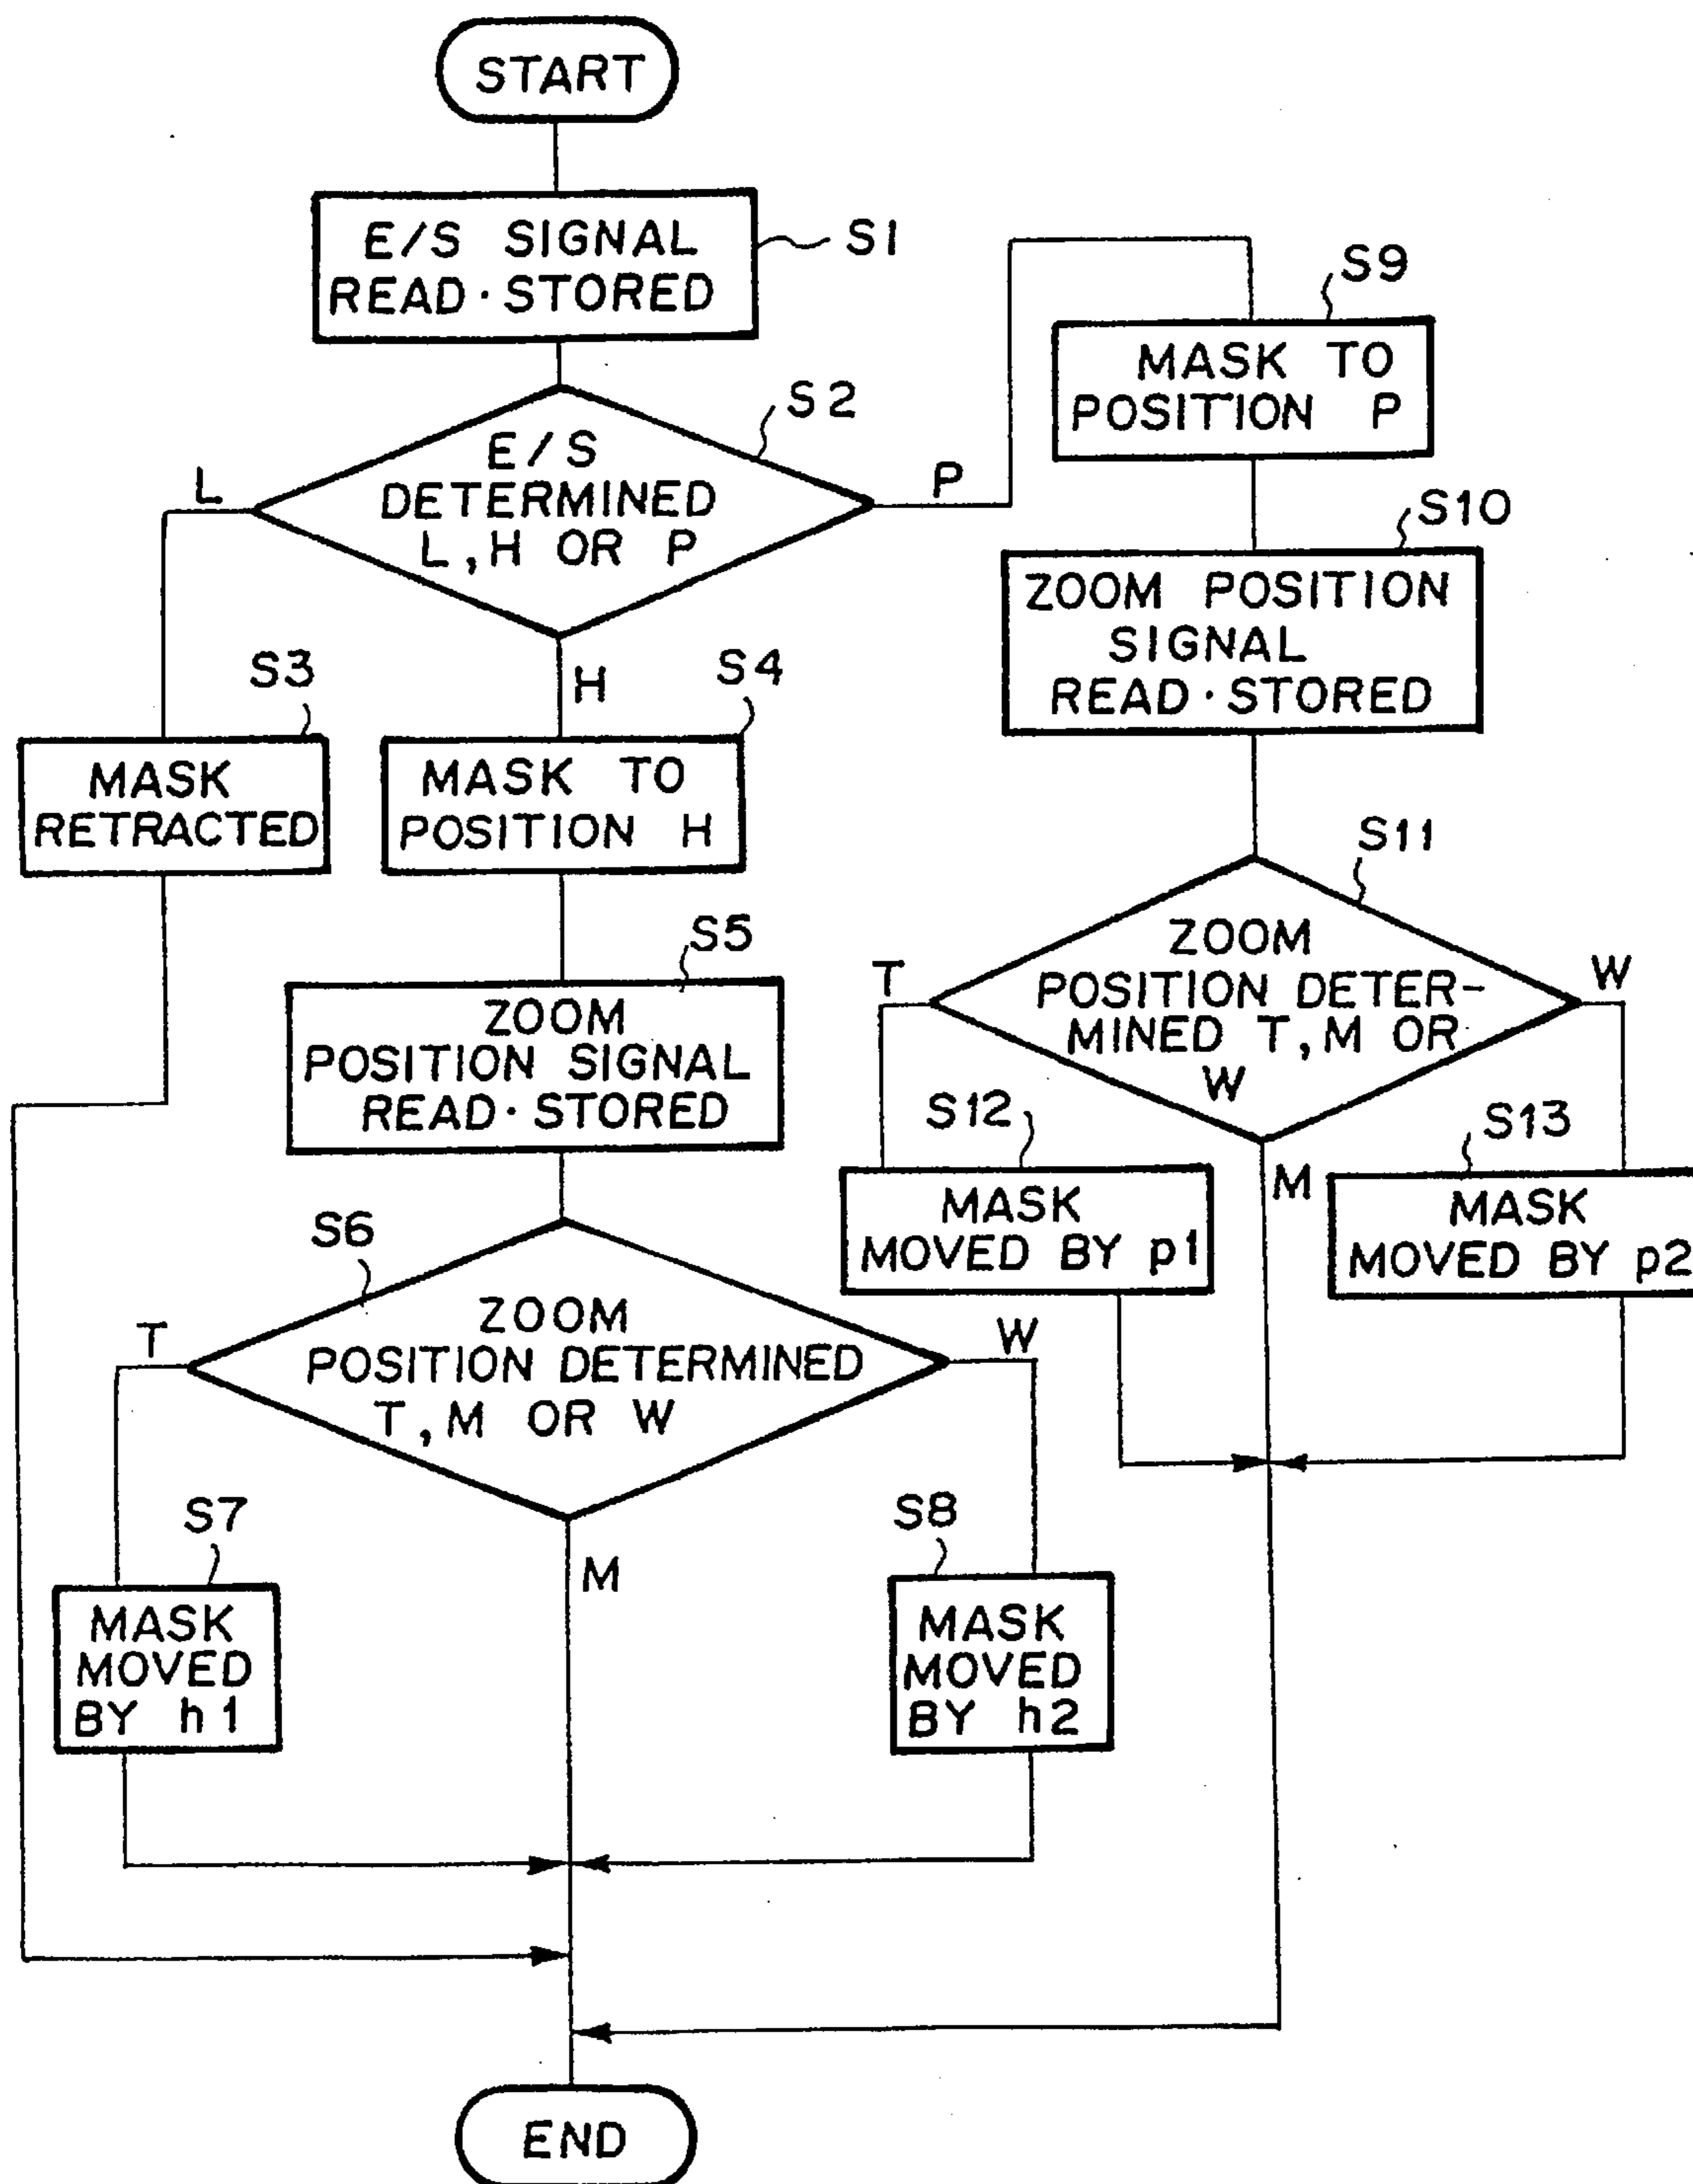 START
E/S SIGNAL
READ·STORED
S1
E/S
DETERMINED
L, H OR P
S2
L
H
P
S3
MASK
RETRACTED
S4
MASK TO
POSITION H
S5
ZOOM
POSITION SIGNAL
READ·STORED
S6
ZOOM
POSITION DETERMINED
T, M OR W
T
M
W
S7
MASK
MOVED
BY h1
S8
MASK
MOVED
BY h2
S9
MASK TO
POSITION P
S10
ZOOM POSITION
SIGNAL
READ·STORED
S11
ZOOM
POSITION DETER-
MINED T, M OR
W
T
M
W
S12
MASK
MOVED BY p1
S13
MASK
MOVED BY p2
END